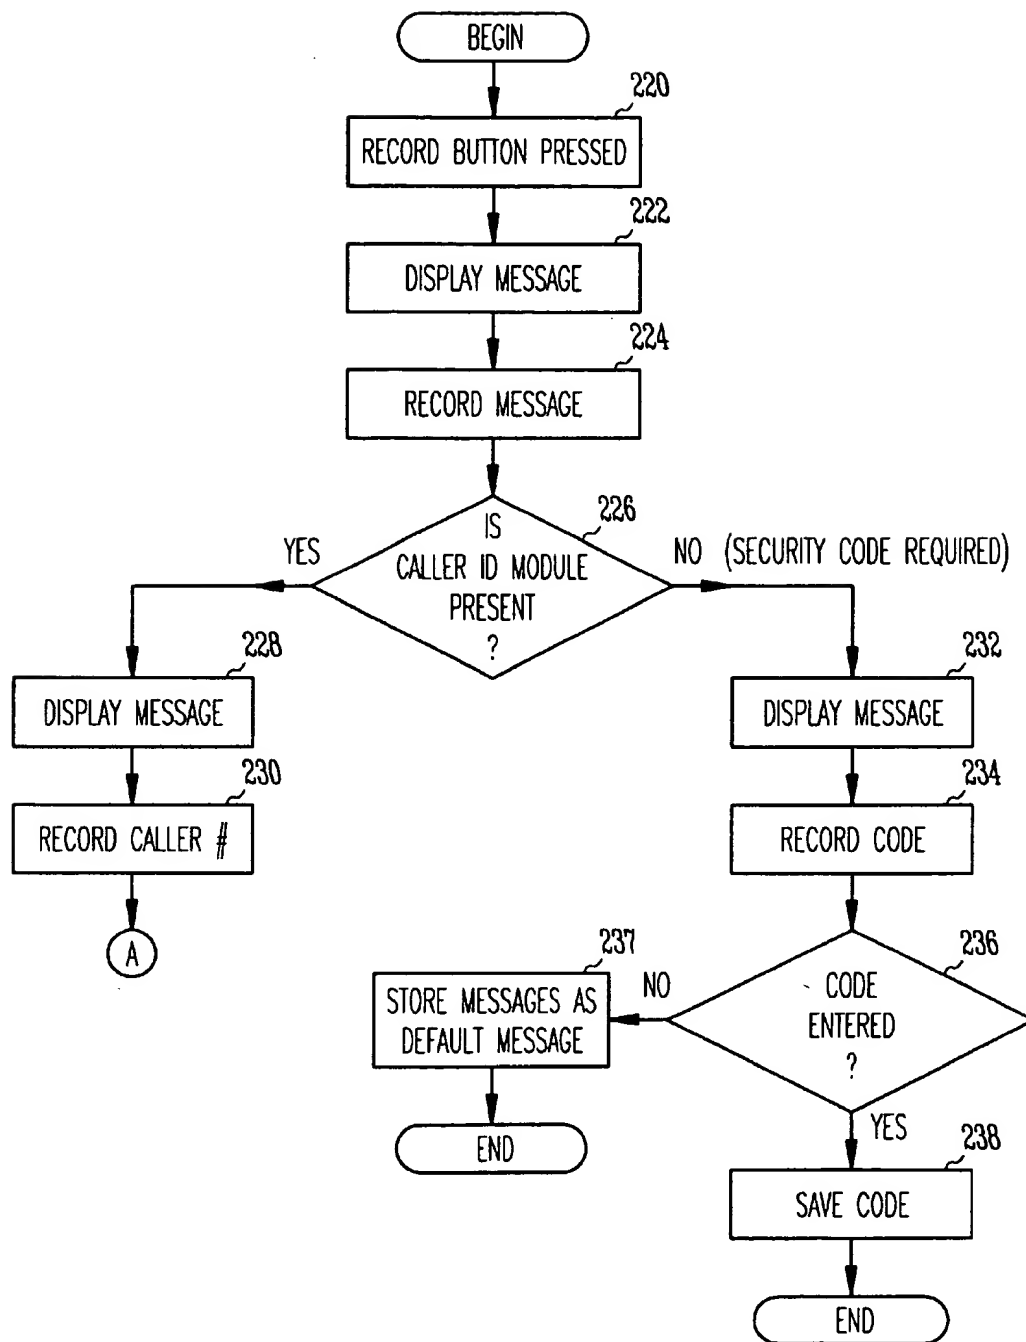 BEGIN
220
RECORD BUTTON PRESSED
222
DISPLAY MESSAGE
224
RECORD MESSAGE
226
IS
CALLER ID MODULE
PRESENT
?
YES
NO (SECURITY CODE REQUIRED)
228
DISPLAY MESSAGE
232
DISPLAY MESSAGE
230
RECORD CALLER #
234
RECORD CODE
A
237
STORE MESSAGES AS
DEFAULT MESSAGE
NO
236
CODE
ENTERED
?
END
YES
238
SAVE CODE
END